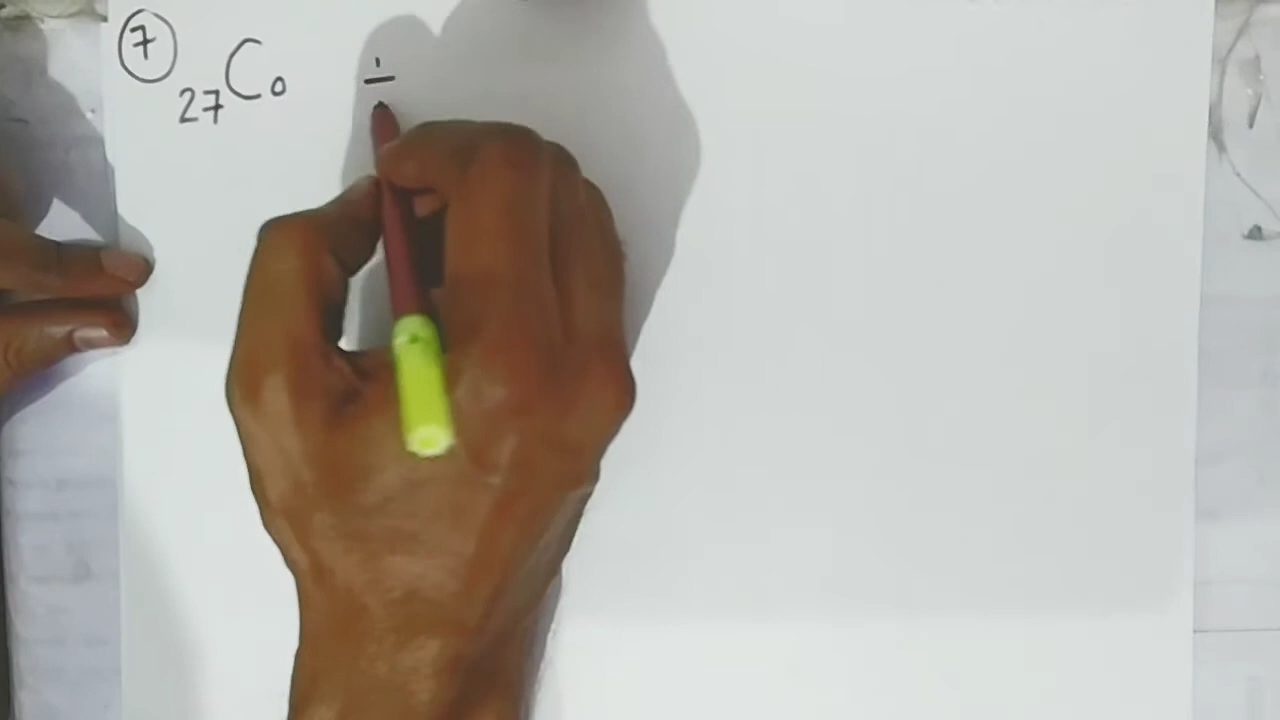 ⑦ ₂₇Co ÷